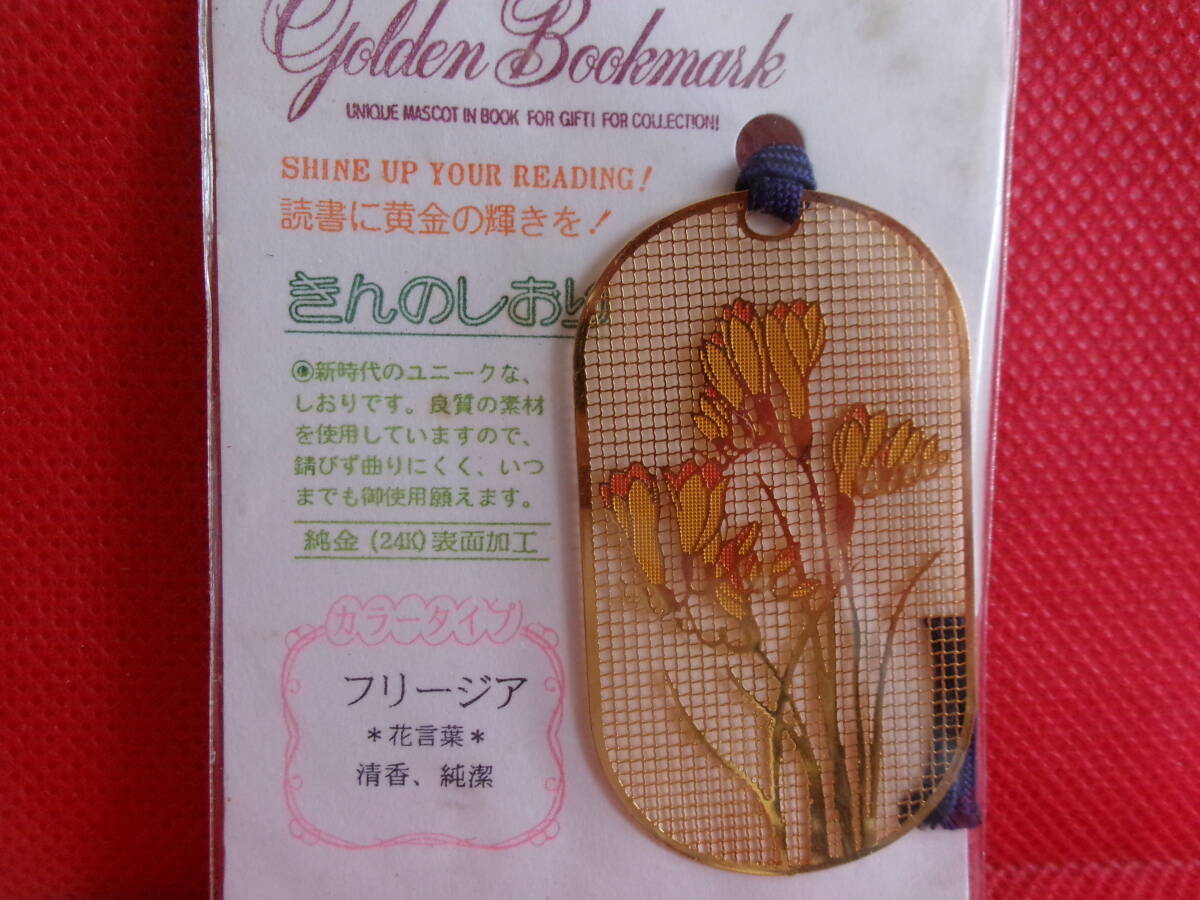 Golden Bookmark
UNIQUE MASCOT IN BOOK FOR GIFT! FOR COLLECTION!
SHINE UP YOUR READING!
読書に黄金の輝きを！
きんのしおり
◉新時代のユニークな、
しおりです。良質の素材
を使用していますので、
錆びず曲りにくく、いつ
までも御使用願えます。
純金(24K)表面加工
カラータイプ
フリージア
＊花言葉＊
清香、純潔